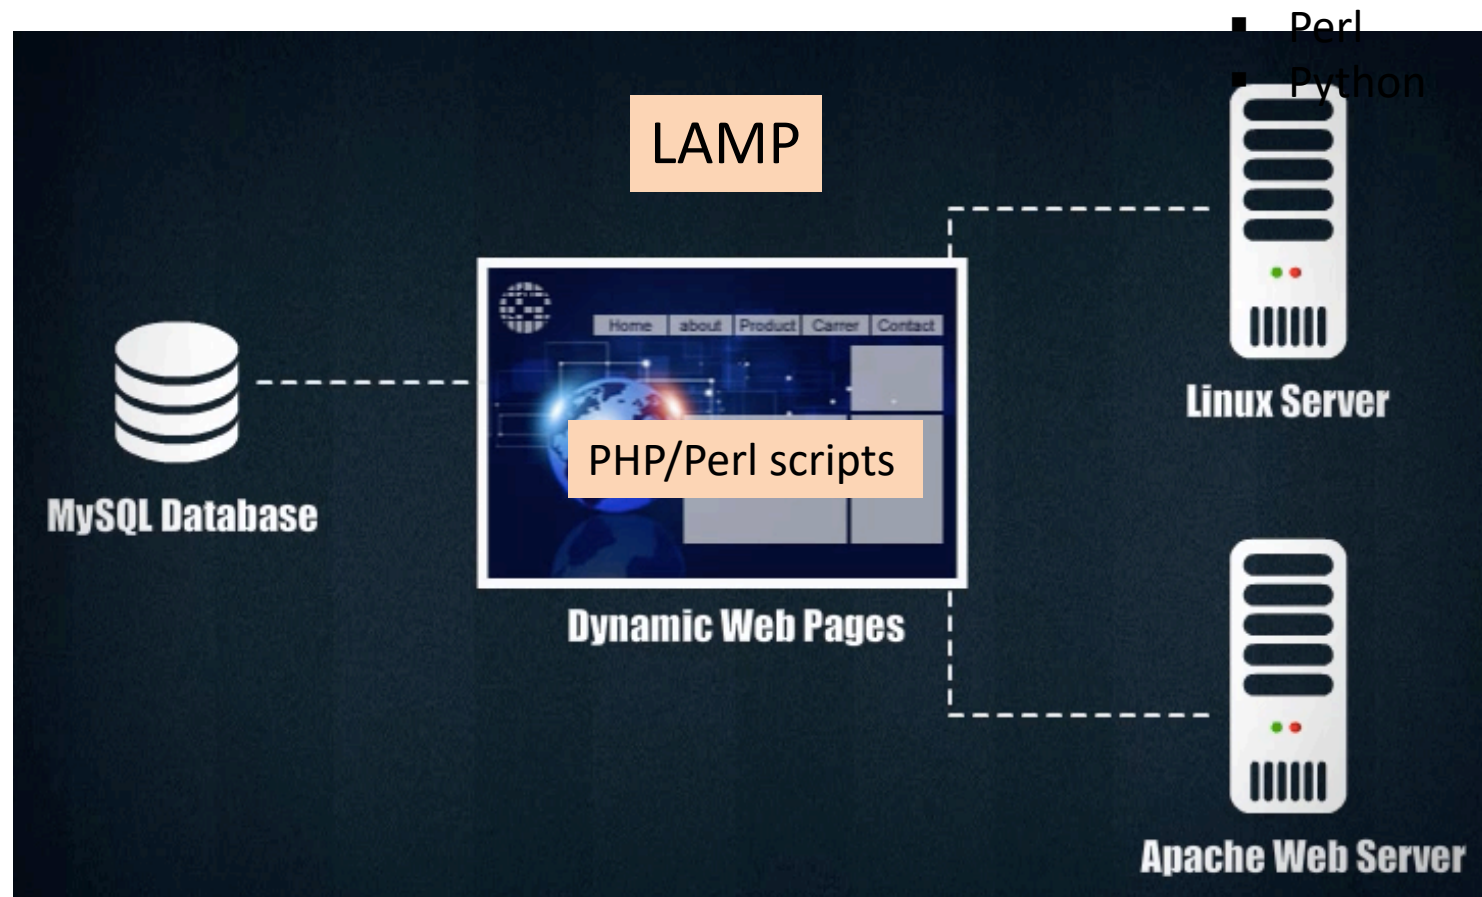 ▪ Perl
▪ Python
LAMP
Home about Product Carrer Contact
PHP/Perl scripts
Linux Server
MySQL Database
Dynamic Web Pages
Apache Web Server